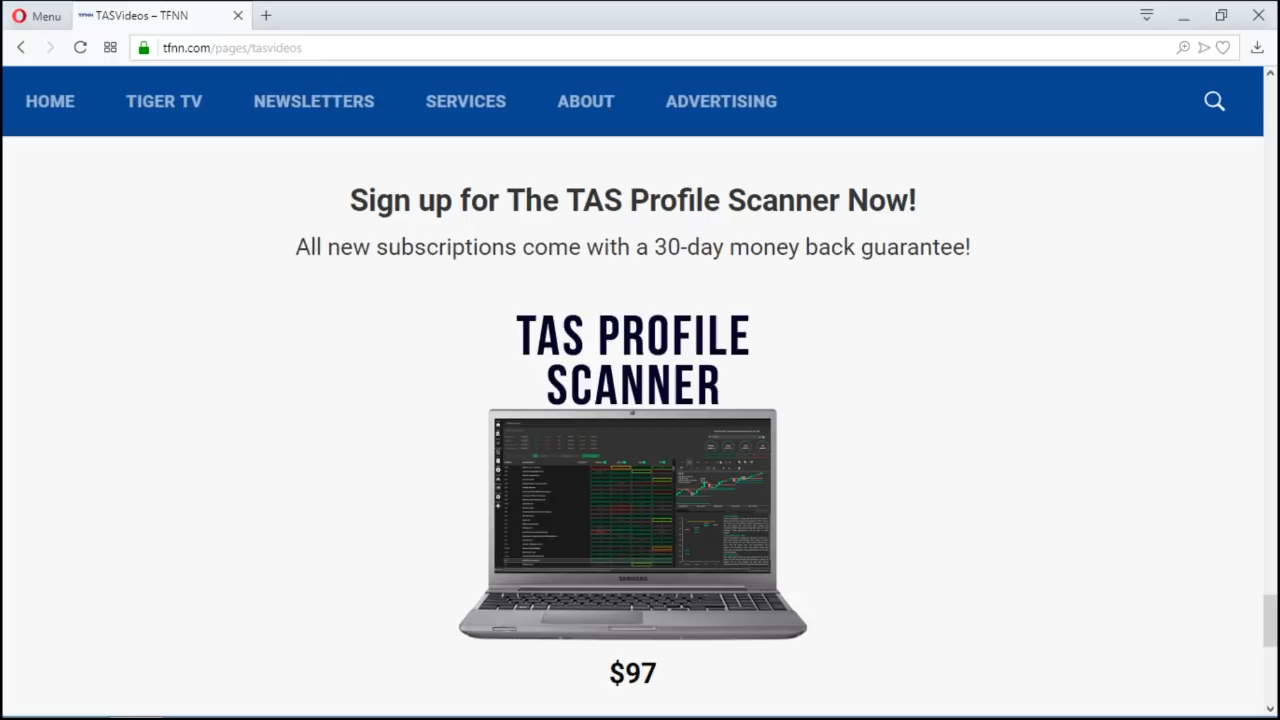 Menu
TFNN TASVideos – TFNN
tfnn.com/pages/tasvideos
HOME TIGER TV NEWSLETTERS SERVICES ABOUT ADVERTISING
Sign up for The TAS Profile Scanner Now!
All new subscriptions come with a 30-day money back guarantee!
TAS PROFILE
SCANNER
SAMSUNG
$97